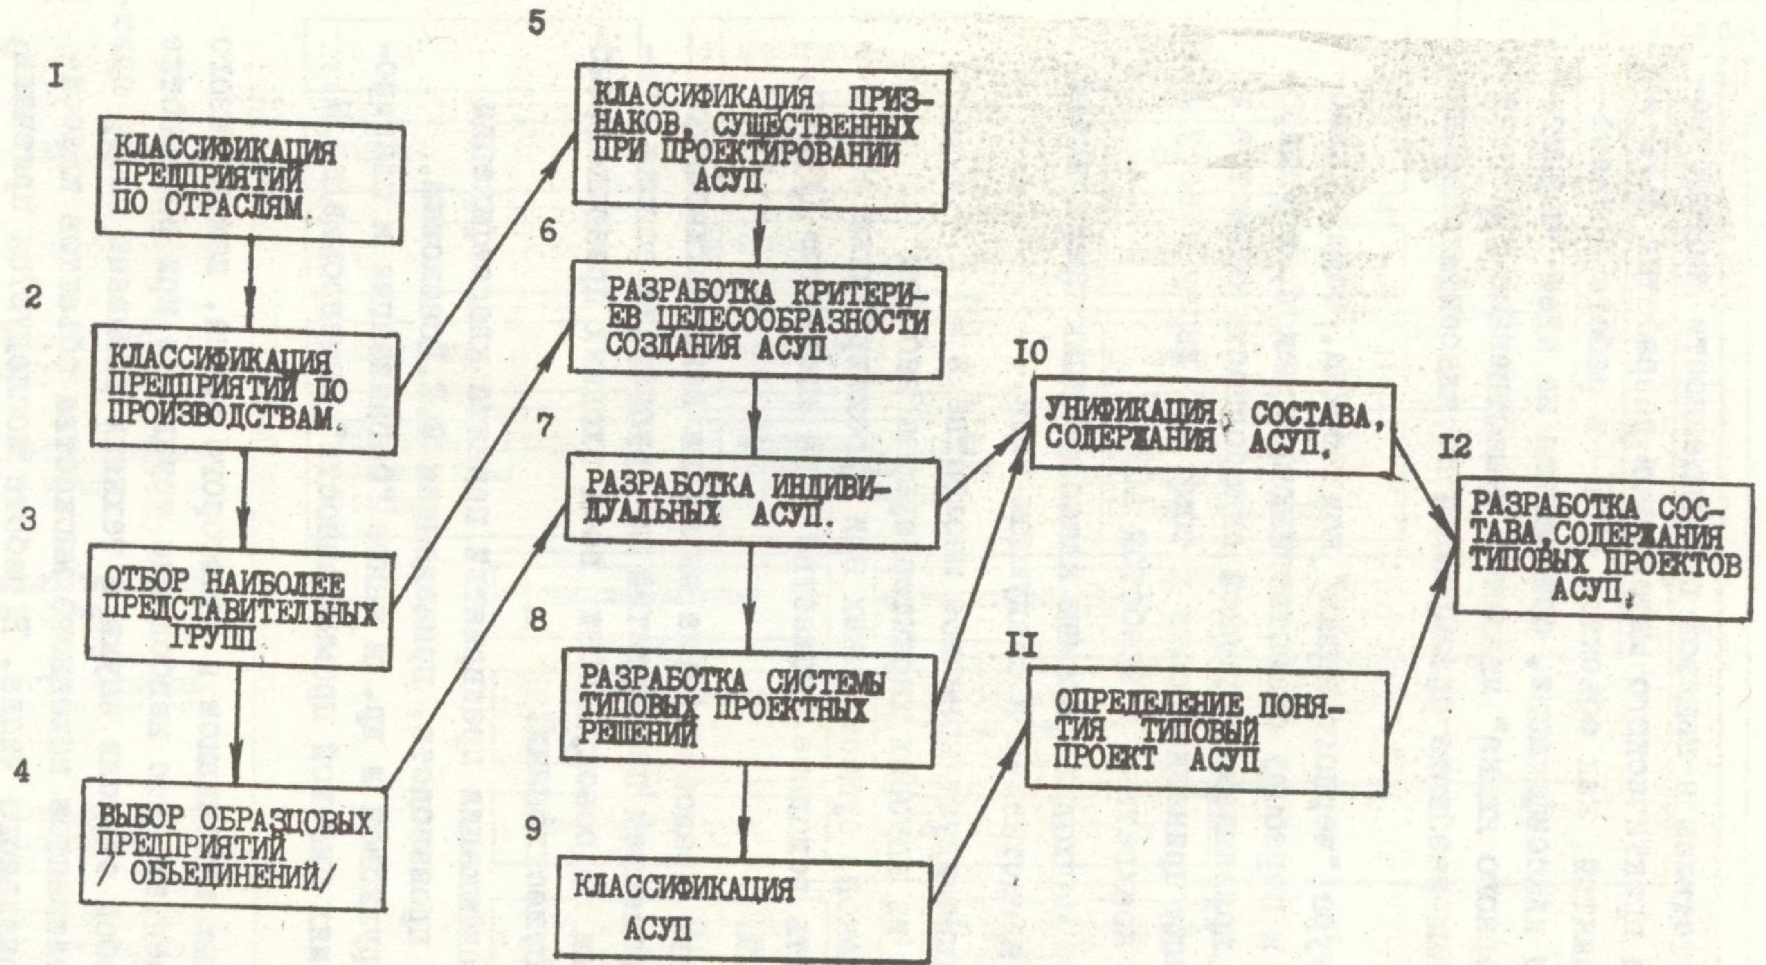 I
КЛАССИФИКАЦИЯ
ПРЕДПРИЯТИЙ
ПО ОТРАСЛЯМ.
2
КЛАССИФИКАЦИЯ
ПРЕДПРИЯТИЙ ПО
ПРОИЗВОДСТВАМ.
3
ОТБОР НАИБОЛЕЕ
ПРЕДСТАВИТЕЛЬНЫХ
ГРУПП
4
ВЫБОР ОБРАЗЦОВЫХ
ПРЕДПРИЯТИЙ
/ ОБЪЕДИНЕНИЙ/
5
КЛАССИФИКАЦИЯ ПРИЗ-
НАКОВ, СУЩЕСТВЕННЫХ
ПРИ ПРОЕКТИРОВАНИИ
АСУП
6
РАЗРАБОТКА КРИТЕРИ-
ЕВ ЦЕЛЕСООБРАЗНОСТИ
СОЗДАНИЯ АСУП
7
РАЗРАБОТКА ИНДИВИ-
ДУАЛЬНЫХ АСУП.
8
РАЗРАБОТКА СИСТЕМЫ
ТИПОВЫХ ПРОЕКТНЫХ
РЕШЕНИЙ
9
КЛАССИФИКАЦИЯ
АСУП
IO
УНИФИКАЦИЯ СОСТАВА,
СОДЕРЖАНИЯ АСУП.
II
ОПРЕДЕЛЕНИЕ ПОНЯ-
ТИЯ ТИПОВЫЙ
ПРОЕКТ АСУП
I2
РАЗРАБОТКА СОС-
ТАВА, СОДЕРЖАНИЯ
ТИПОВЫХ ПРОЕКТОВ
АСУП.